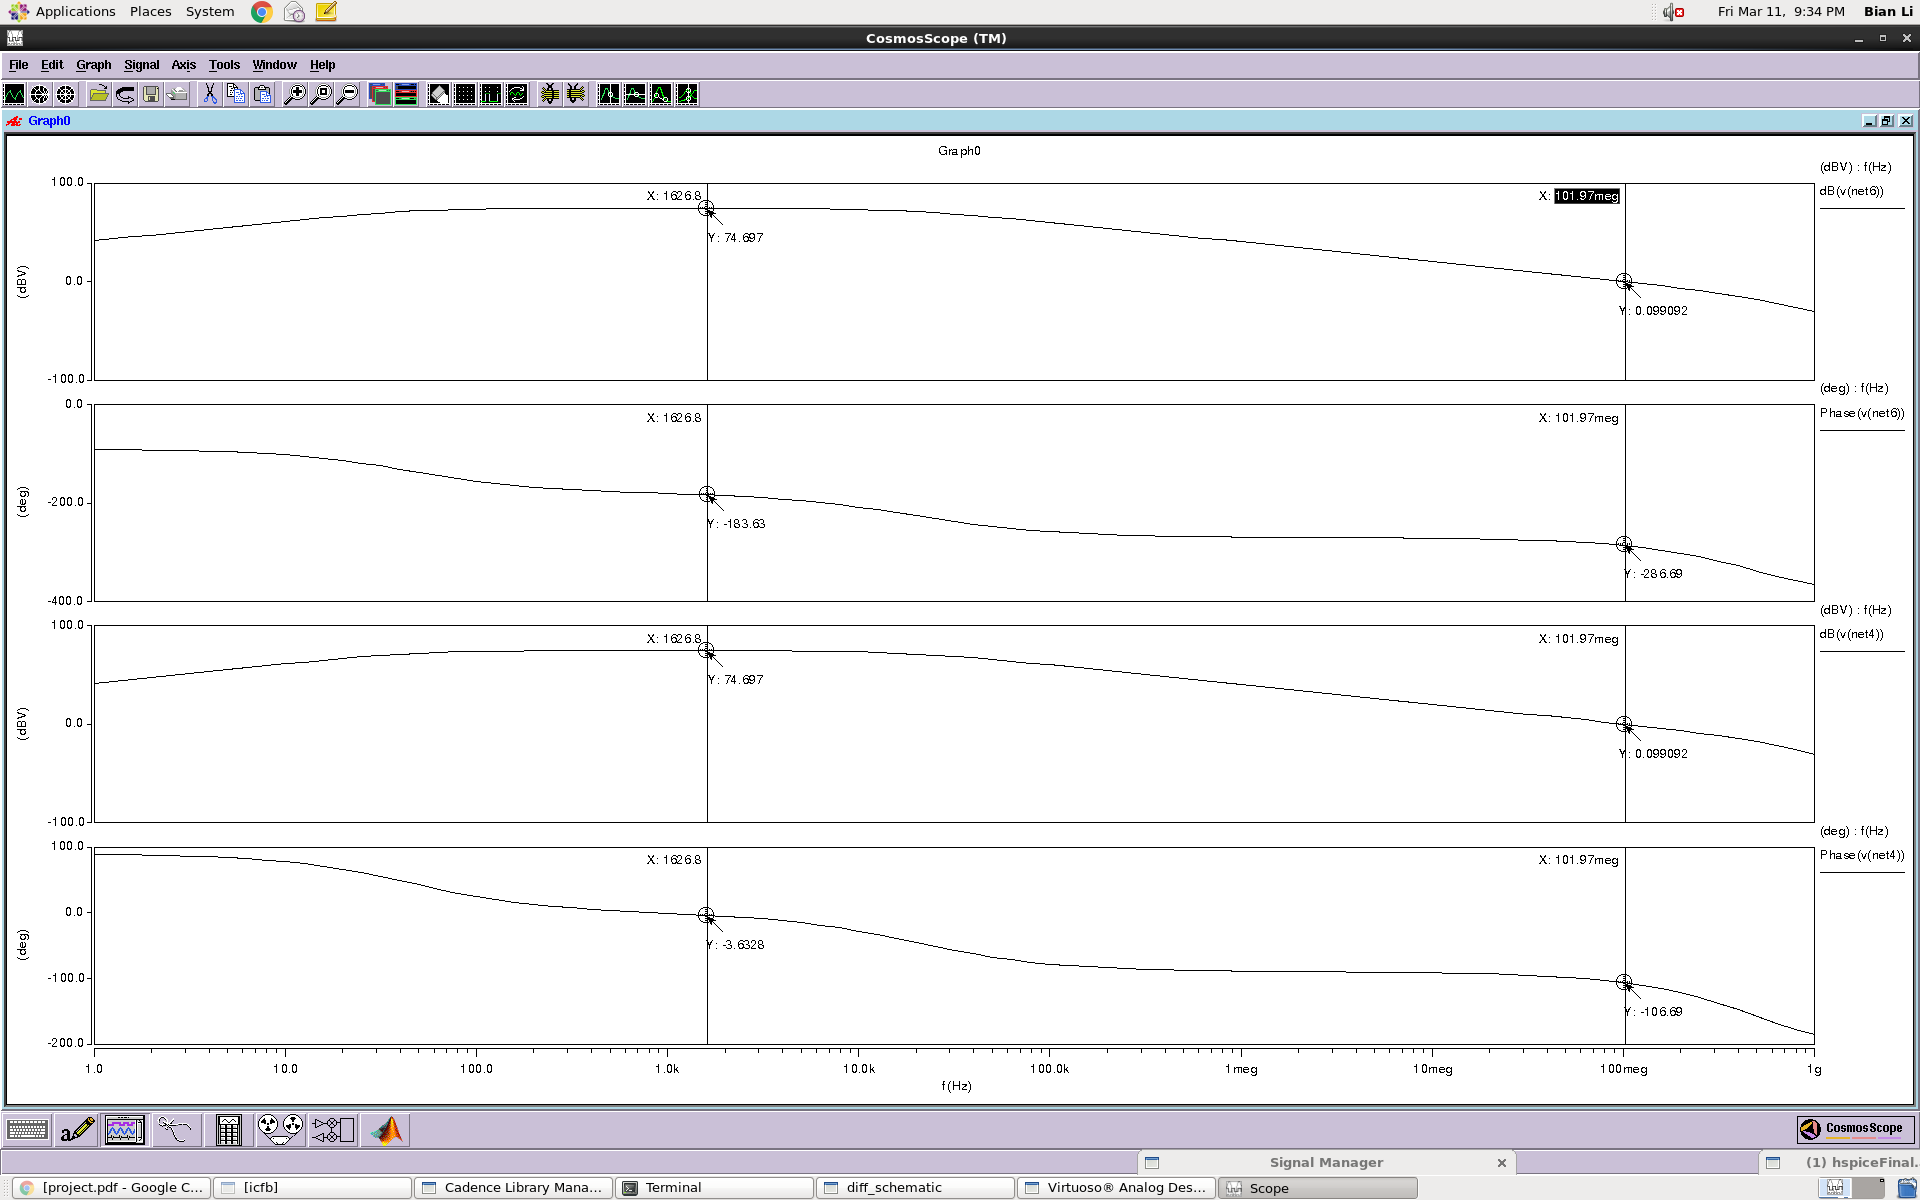 Applications Places System Fri Mar 11, 9:34 PM Bian Li
CosmosScope (TM)
File Edit Graph Signal Axis Tools Window Help
Graph0
Graph0
(dBV) : f(Hz)
dB(v(net6))
100.0
0.0
-100.0
(dBV)
X: 1626.8
Y: 74.697
X: 101.97meg
Y: 0.099092
(deg) : f(Hz)
Phase(v(net6))
0.0
-200.0
-400.0
(deg)
X: 1626.8
Y: -183.63
X: 101.97meg
Y: -286.69
(dBV) : f(Hz)
dB(v(net4))
100.0
0.0
-100.0
(dBV)
X: 1626.8
Y: 74.697
X: 101.97meg
Y: 0.099092
(deg) : f(Hz)
Phase(v(net4))
100.0
0.0
-100.0
-200.0
(deg)
X: 1626.8
Y: -3.6328
X: 101.97meg
Y: -106.69
1.0 10.0 100.0 1.0k 10.0k 100.0k 1meg 10meg 100meg 1g
f(Hz)
CosmosScope
Signal Manager (1) hspiceFinal.
[project.pdf - Google C... [icfb] Cadence Library Mana... Terminal diff_schematic Virtuoso® Analog Des... Scope